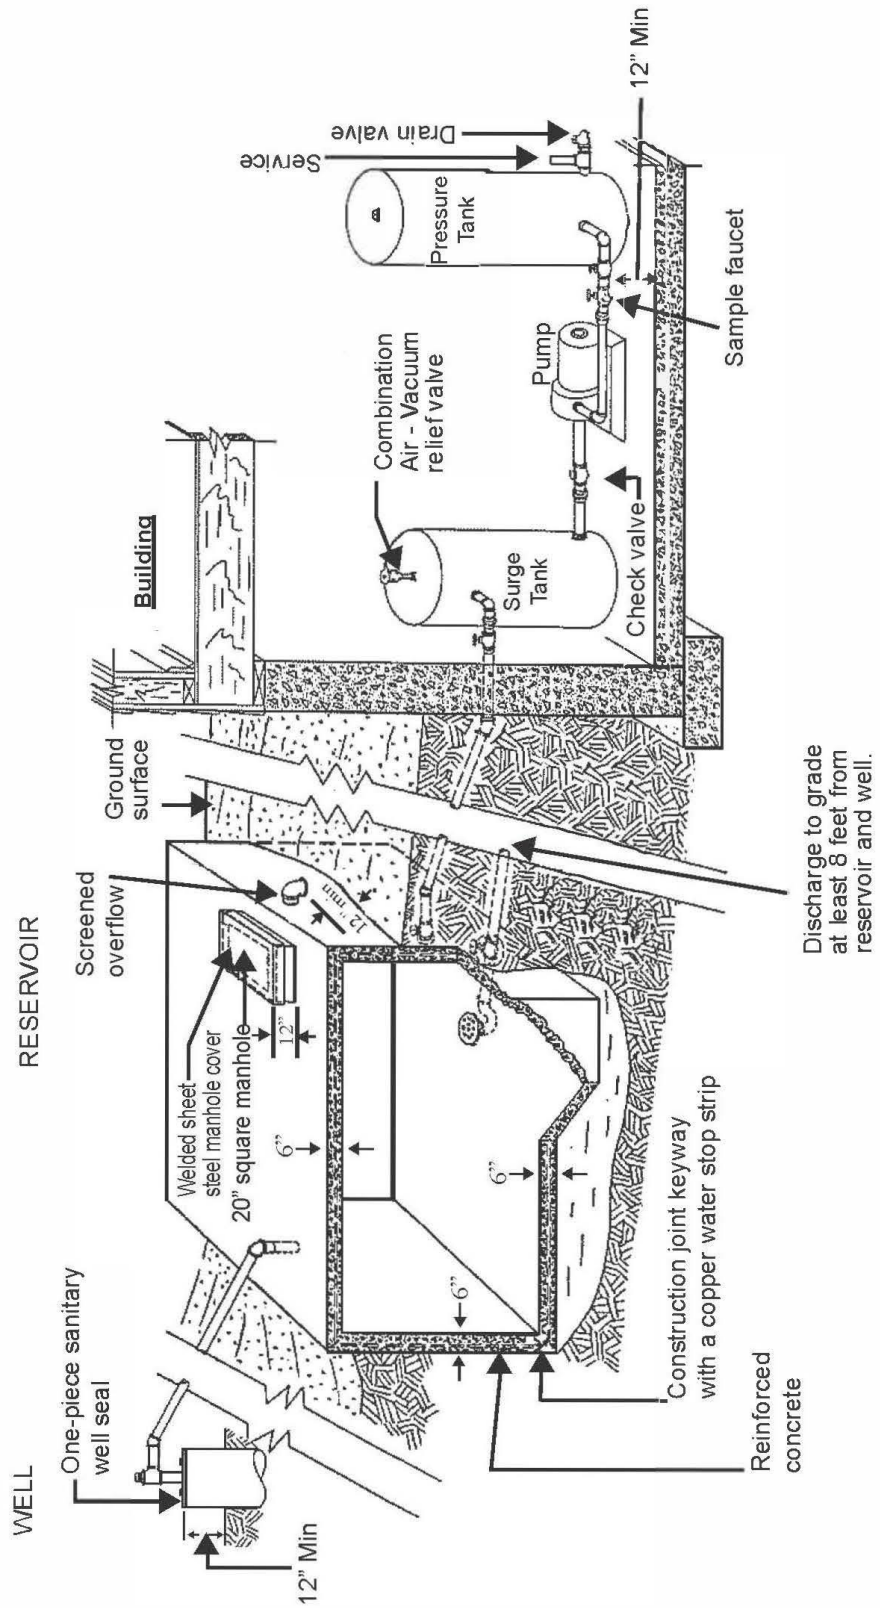 WELL
RESERVOIR
One-piece sanitary
well seal
12" Min
Welded sheet
steel manhole cover
20" square manhole
12"
Screened
overflow
12" min
Ground
surface
Building
Combination
Air - Vacuum
relief valve
Surge
Tank
Check valve
Pump
Pressure
Tank
Service
Drain valve
12" Min
Sample faucet
6"
6"
6"
Reinforced
concrete
Construction joint keyway
with a copper water stop strip
Discharge to grade
at least 8 feet from
reservoir and well.